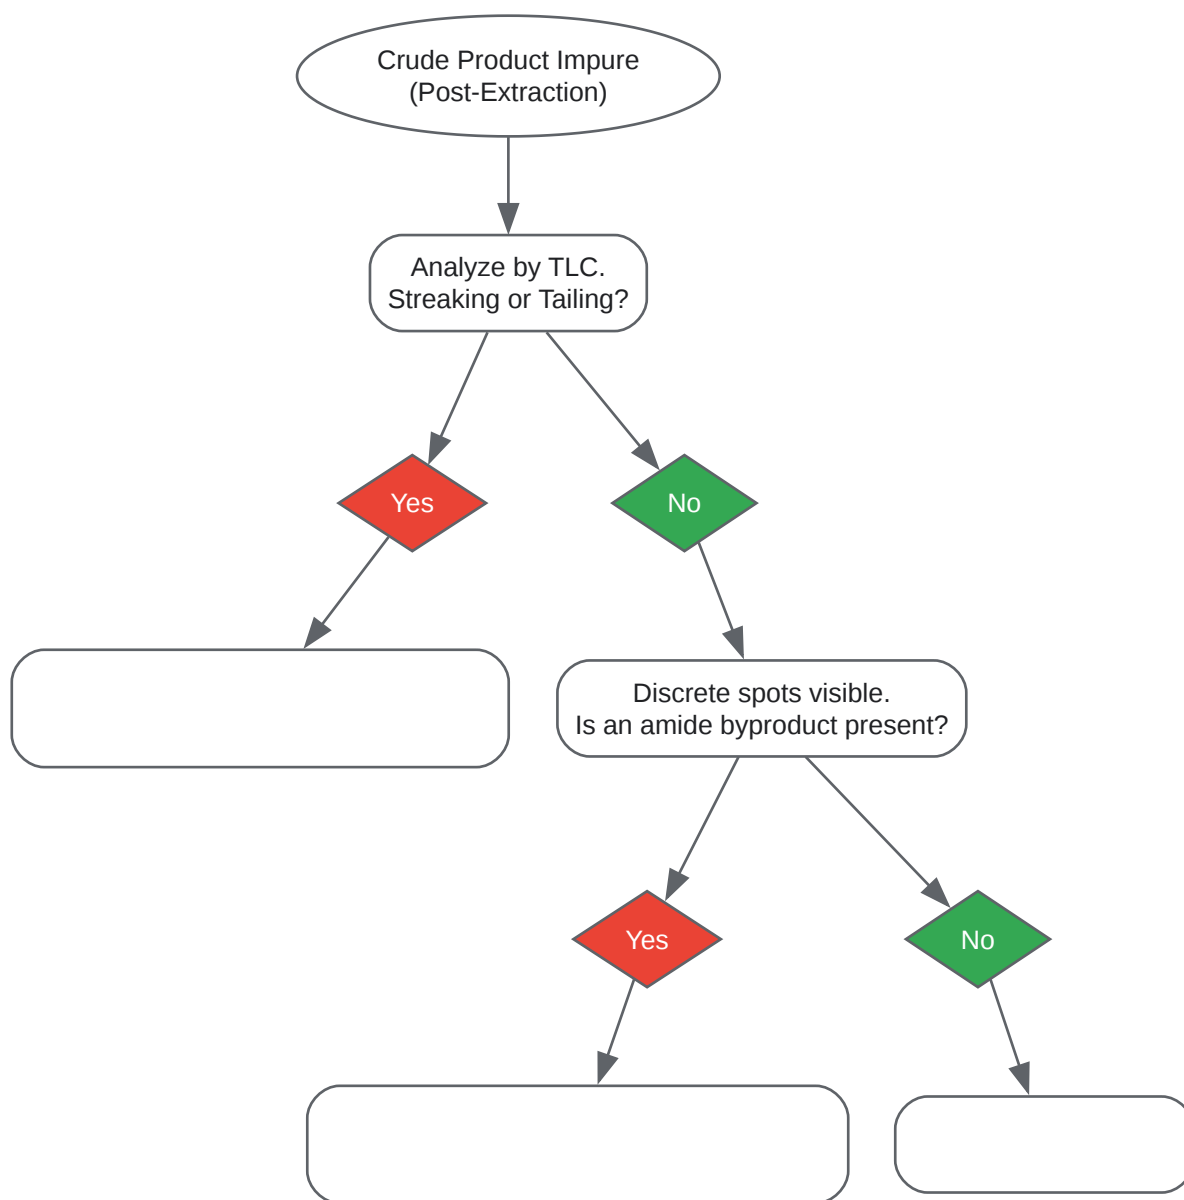 Crude Product Impure
(Post-Extraction)
Analyze by TLC.
Streaking or Tailing?
Yes
No
Discrete spots visible.
Is an amide byproduct present?
Yes
No